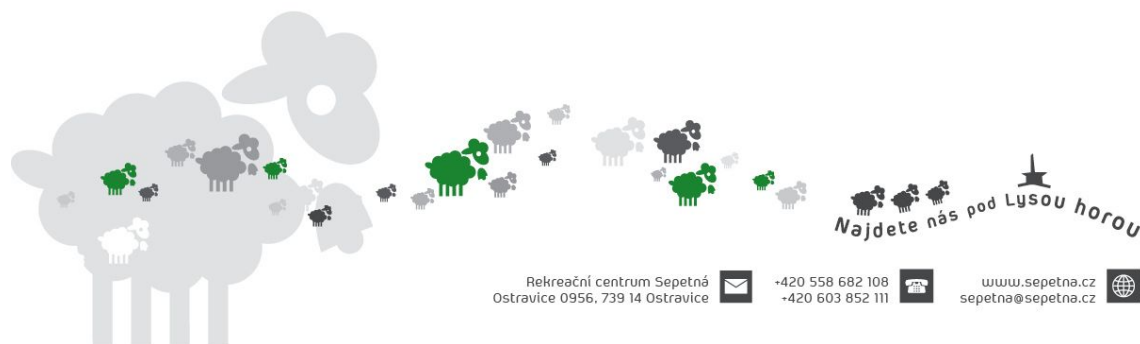 Najdete nás pod Lysou horou
Rekreační centrum Sepetná
Ostravice 0956, 739 14 Ostravice
+420 558 682 108
+420 603 852 111
www.sepetna.cz
sepetna@sepetna.cz